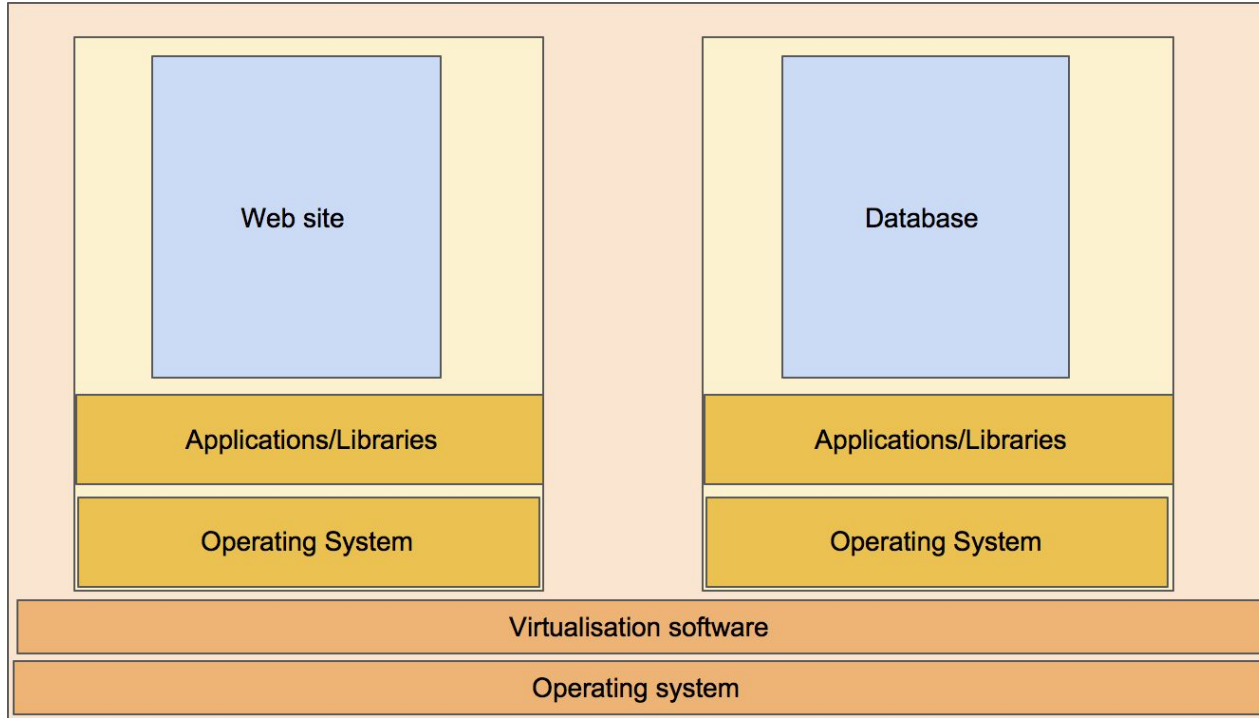 Web site
Database
Applications/Libraries
Applications/Libraries
Operating System
Operating System
Virtualisation software
Operating system